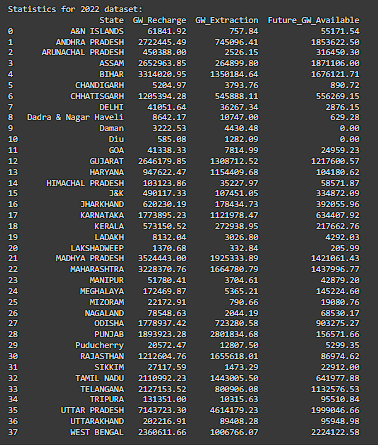 Statistics for 2022 dataset:
State GW_Recharge GW_Extraction Future_GW_Available
0 A&N ISLANDS 61841.92 757.84 55171.54
1 ANDHRA PRADESH 2722445.49 745096.41 1853622.50
2 ARUNACHAL PRADESH 450388.00 2526.15 316450.30
3 ASSAM 2652963.85 264899.80 1871106.00
4 BIHAR 3314020.95 1350184.64 1676121.71
5 CHANDIGARH 5204.97 3793.76 890.72
6 CHHATISGARH 1205394.28 545888.11 556269.15
7 DELHI 41051.64 36267.34 2876.15
8 Dadra & Nagar Haveli 8642.17 10747.00 629.28
9 Daman 3222.53 4430.48 0.00
10 Diu 585.08 1282.09 0.00
11 GOA 41338.33 7814.99 24959.23
12 GUJARAT 2646179.85 1308712.52 1217600.57
13 HARYANA 947622.47 1154409.68 104180.62
14 HIMACHAL PRADESH 103123.86 35227.97 58571.87
15 J&K 490117.33 107451.05 334872.09
16 JHARKHAND 620230.19 178434.73 392055.96
17 KARNATAKA 1773895.23 1121978.47 634407.92
18 KERALA 573150.52 272938.95 217662.76
19 LADAKH 8132.04 3026.80 4292.03
20 LAKSHADWEEP 1370.68 332.84 205.99
21 MADHYA PRADESH 3524443.00 1925333.89 1421061.43
22 MAHARASHTRA 3228370.76 1664780.79 1437996.77
23 MANIPUR 51780.41 3704.61 42879.20
24 MEGHALAYA 172469.87 5365.21 145224.60
25 MIZORAM 22172.91 790.66 19080.76
26 NAGALAND 78548.63 2044.19 68530.17
27 ODISHA 1778937.42 723280.58 903275.27
28 PUNJAB 1893923.28 2801834.68 156571.66
29 Puducherry 20572.47 12807.50 5299.35
30 RAJASTHAN 1212604.76 1655618.01 86974.62
31 SIKKIM 27117.59 1473.29 22912.00
32 TAMIL NADU 2110992.23 1443005.50 641977.88
33 TELANGANA 2127153.52 800906.08 1132576.53
34 TRIPURA 131351.00 10315.63 95510.84
35 UTTAR PRADESH 7143723.30 4614179.23 1999046.66
36 UTTARAKHAND 202216.91 89408.28 95948.98
37 WEST BENGAL 2360611.66 1006766.07 2224122.58